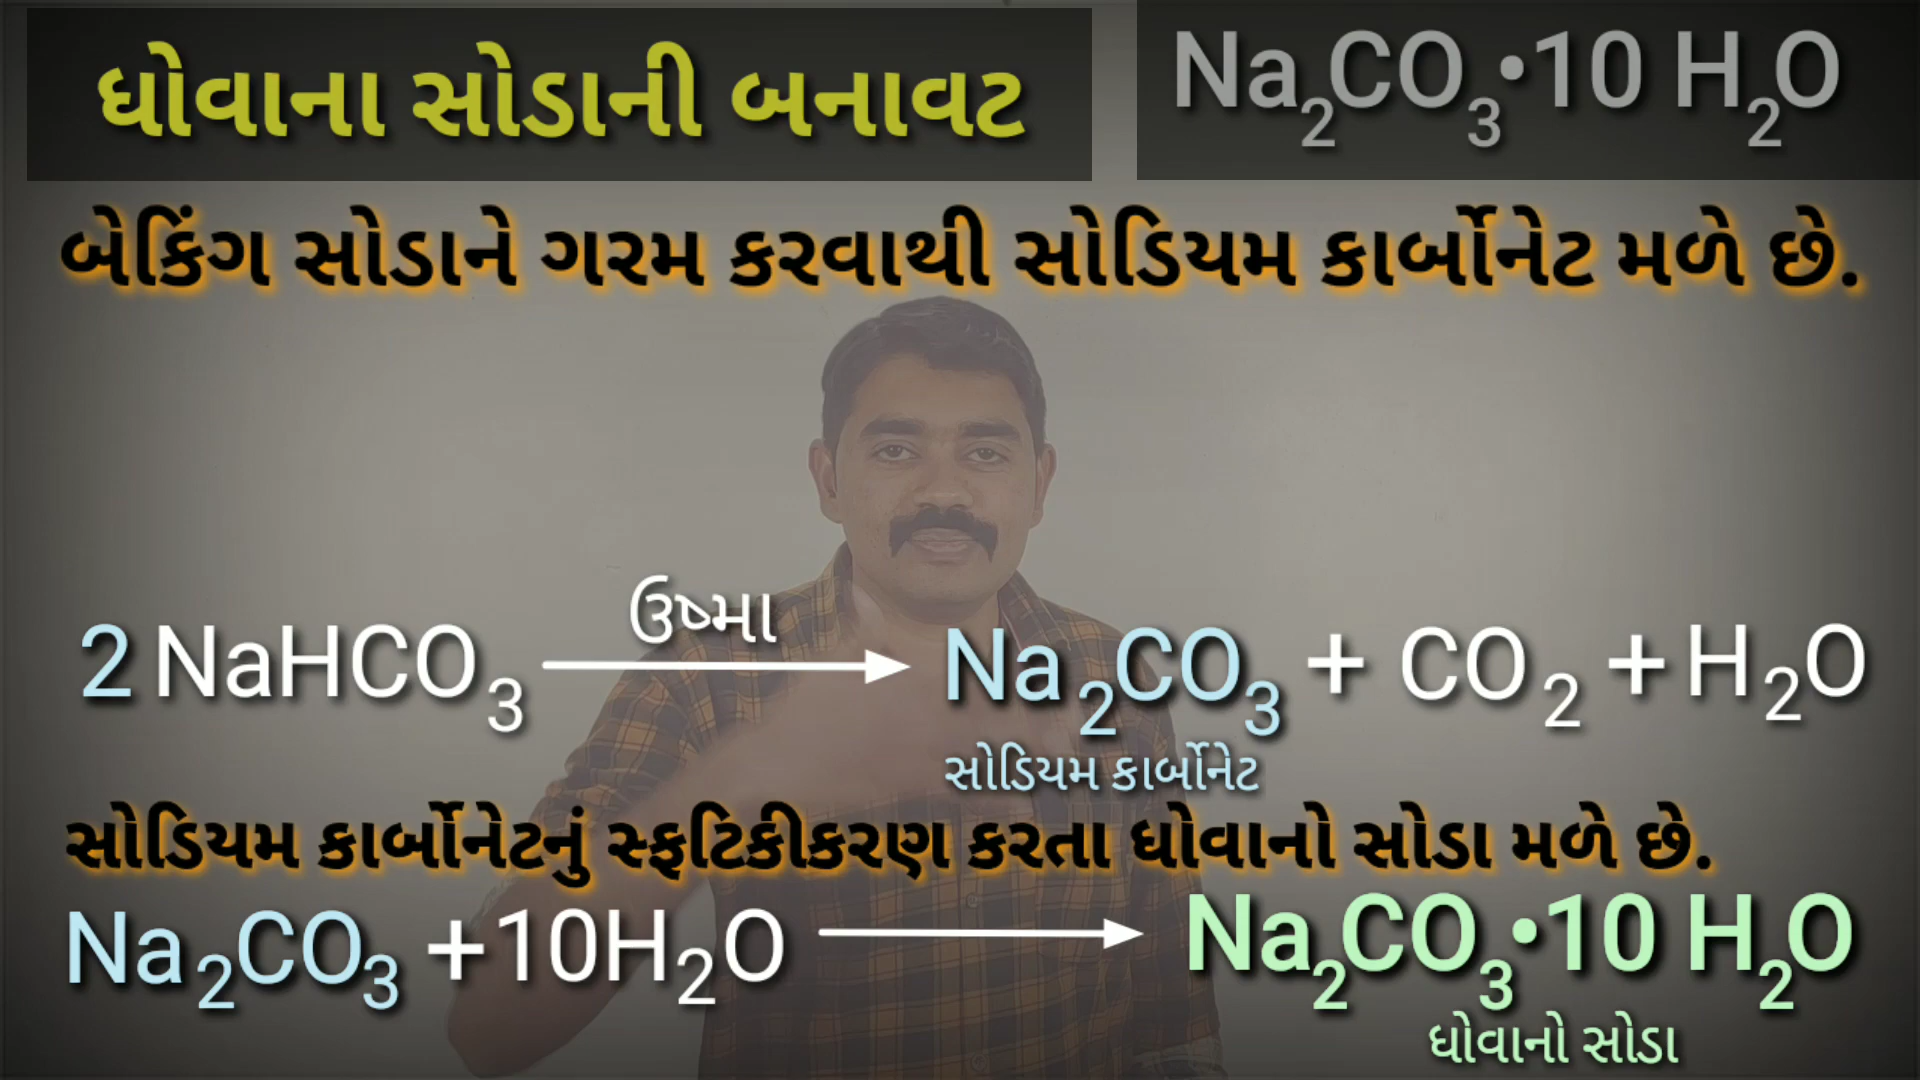 ધોવાના સોડાની બનાવટ
Na2CO3•10 H2O
બેકિંગ સોડાને ગરમ કરવાથી સોડિયમ કાર્બોનેટ મળે છે.
ઉષ્મા
2 NaHCO3 → Na2CO3 + CO2 + H2O
સોડિયમ કાર્બોનેટ
સોડિયમ કાર્બોનેટનું સ્ફટિકીકરણ કરતા ધોવાનો સોડા મળે છે.
Na2CO3 +10H2O → Na2CO3•10 H2O
ધોવાનો સોડા